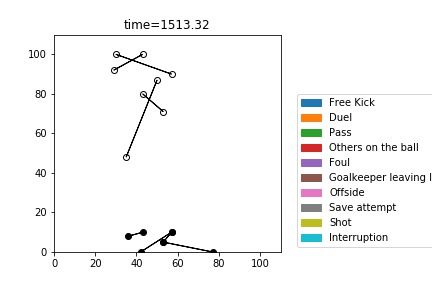 time=1513.32
100
80
60
40
20
0
0 20 40 60 80 100
Free Kick
Duel
Pass
Others on the ball
Foul
Goalkeeper leaving l
Offside
Save attempt
Shot
Interruption